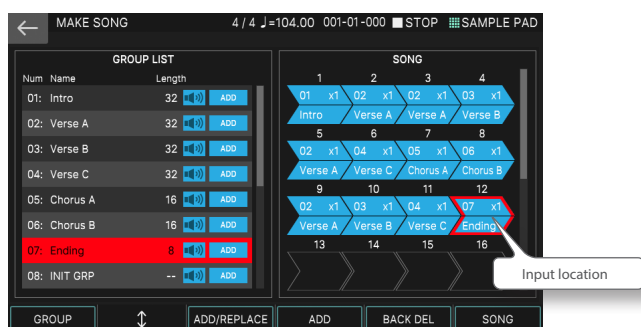 MAKE SONG 4/4 ♩=104.00 001-01-000 STOP SAMPLE PAD
GROUP LIST
Num Name Length
01: Intro 32 ADD
02: Verse A 32 ADD
03: Verse B 32 ADD
04: Verse C 32 ADD
05: Chorus A 16 ADD
06: Chorus B 16 ADD
07: Ending 8 ADD
08: INIT GRP -- ADD
SONG
1 2 3 4
01 x1 02 x1 02 x1 03 x1
Intro Verse A Verse A Verse B
5 6 7 8
02 x1 04 x1 05 x1 06 x1
Verse A Verse C Chorus A Chorus B
9 10 11 12
02 x1 03 x1 04 x1 07 x1
Verse A Verse B Verse C Ending
13 14 15 16
Input location
GROUP ADD/REPLACE ADD BACK DEL SONG